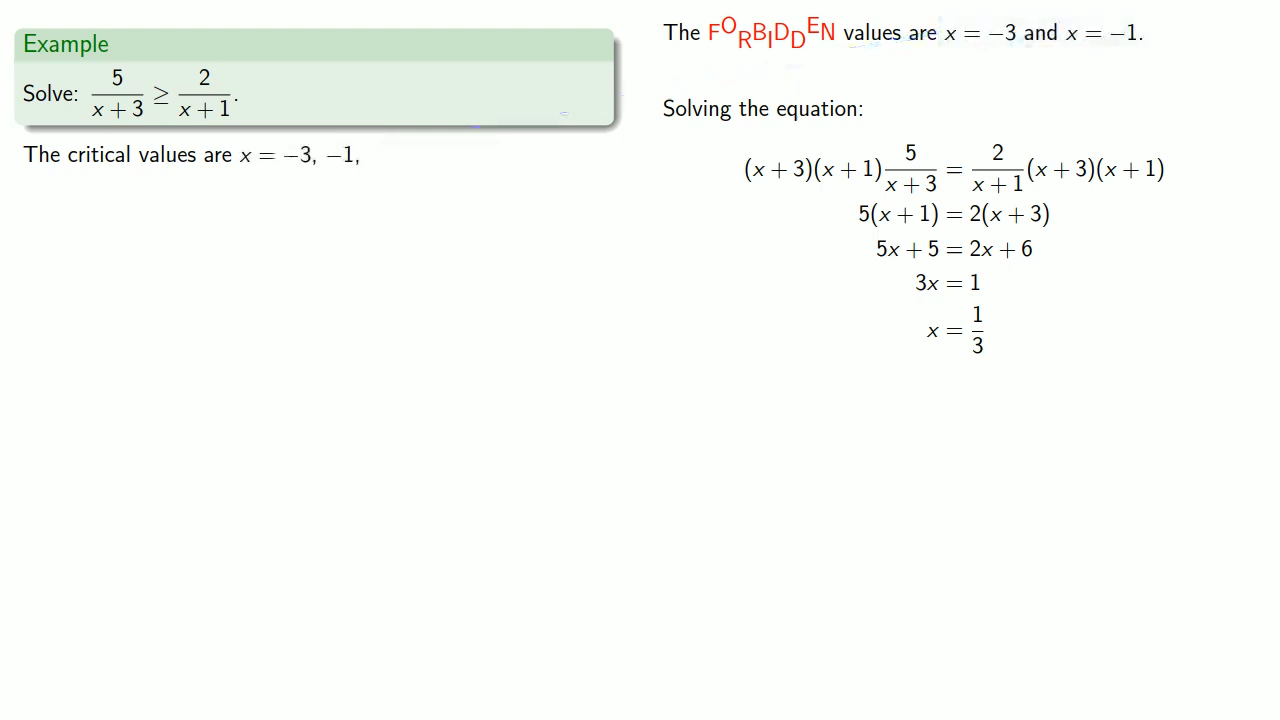 Example
Solve: 5/(x + 3) ≥ 2/(x + 1).
The critical values are x = −3, −1,
The FORBIDDEN values are x = −3 and x = −1.
Solving the equation:
(x + 3)(x + 1) 5/(x + 3) = 2/(x + 1) (x + 3)(x + 1)
5(x + 1) = 2(x + 3)
5x + 5 = 2x + 6
3x = 1
x = 1/3